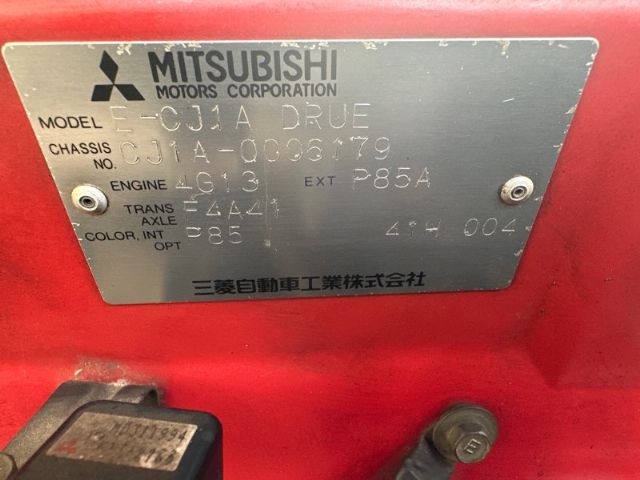 MITSUBISHI
MOTORS CORPORATION
MODEL E-CJ1A DRUE
CHASSIS NO. CJ1A-0006179
ENGINE 4G13 EXT P85A
TRANS AXLE F4A41
COLOR, INT OPT P85 41H 004
三菱自動車工業株式会社
MD311994